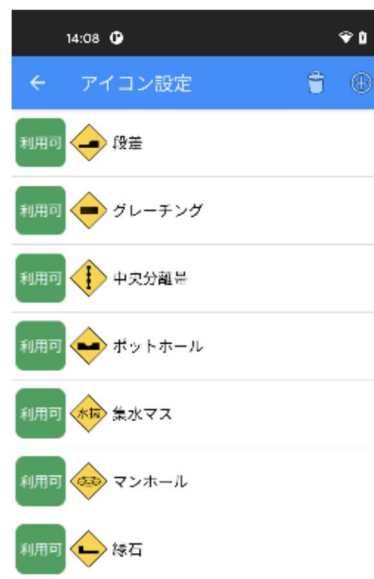 14:08
アイコン設定
利用可 段差
利用可 グレーチング
利用可 中央分離帯
利用可 ポットホール
利用可 集水マス
利用可 マンホール
利用可 縁石